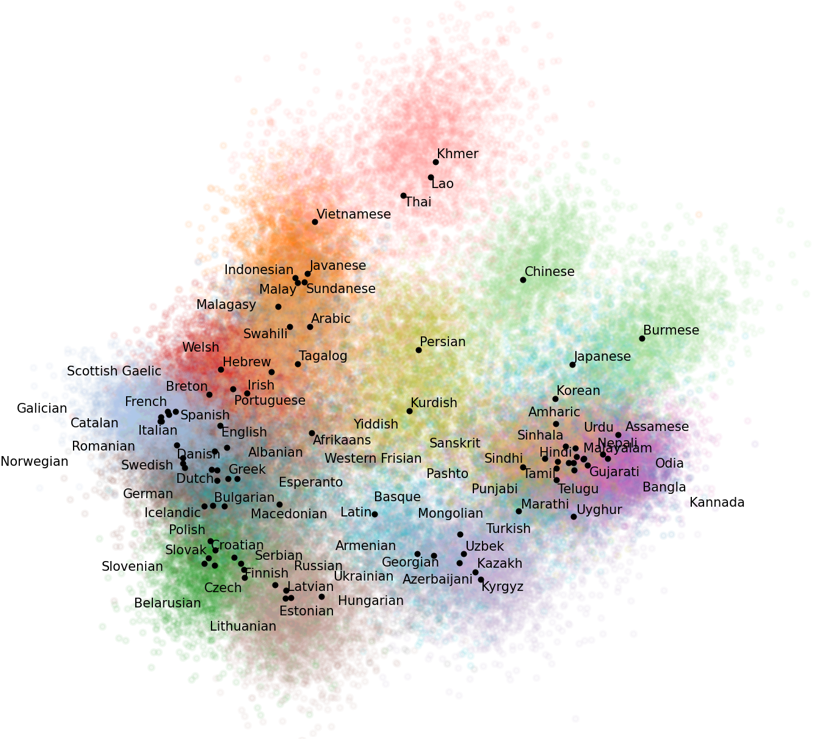 Khmer
Lao
Thai
Vietnamese
Indonesian
Javanese
Chinese
Malay
Sundanese
Malagasy
Arabic
Swahili
Burmese
Persian
Welsh
Hebrew
Tagalog
Japanese
Scottish Gaelic
Breton
Irish
Portuguese
Korean
Galician
French
Spanish
Kurdish
Amharic
Catalan
Italian
English
Yiddish
Urdu
Assamese
Romanian
Afrikaans
Sanskrit
Sinhala
Nepali
Malayalam
Norwegian
Danish
Albanian
Western Frisian
Sindhi
Hindi
Odia
Swedish
Dutch
Greek
Pashto
Tamil
Gujarati
German
Esperanto
Punjabi
Telugu
Bangla
Bulgarian
Basque
Kannada
Icelandic
Macedonian
Latin
Mongolian
Marathi
Uyghur
Polish
Turkish
Slovak
Croatian
Serbian
Armenian
Uzbek
Slovenian
Finnish
Russian
Ukrainian
Georgian
Azerbaijani
Kazakh
Czech
Latvian
Kyrgyz
Belarusian
Estonian
Hungarian
Lithuanian